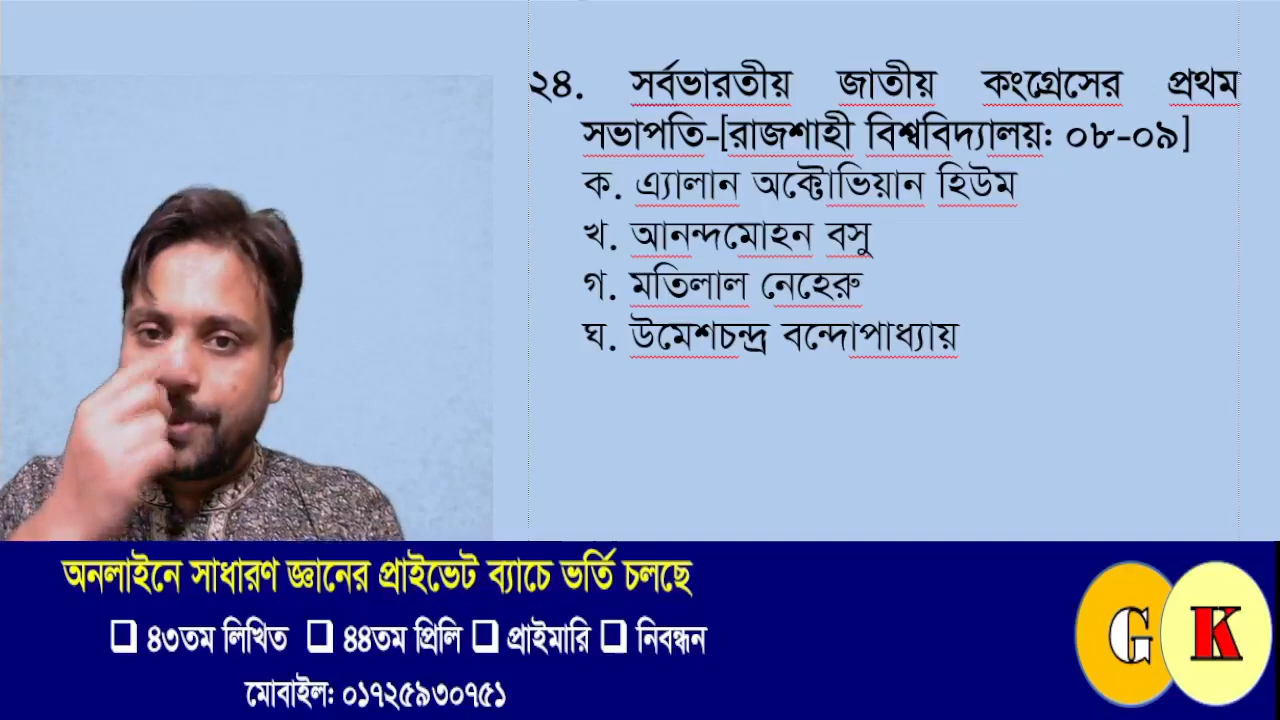 ২৪. সর্বভারতীয় জাতীয় কংগ্রেসের প্রথম
সভাপতি-[রাজশাহী বিশ্ববিদ্যালয়: ০৮-০৯]
ক. এ্যালান অক্টোভিয়ান হিউম
খ. আনন্দমোহন বসু
গ. মতিলাল নেহেরু
ঘ. উমেশচন্দ্র বন্দোপাধ্যায়
অনলাইনে সাধারণ জ্ঞানের প্রাইভেট ব্যাচে ভর্তি চলছে
❑ ৪৩তম লিখিত ❑ ৪৪তম প্রিলি ❑ প্রাইমারি ❑ নিবন্ধন
মোবাইল: ০১৭২৫৯৩০৭৫১
G K